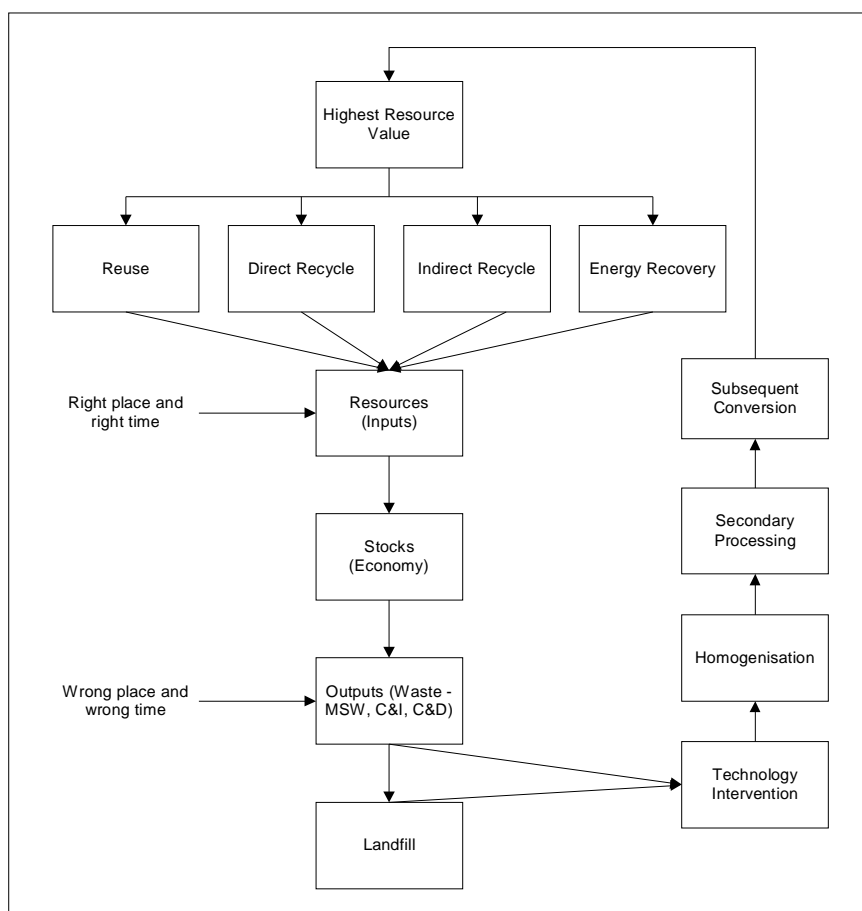 Highest Resource
Value
Reuse
Direct Recycle
Indirect Recycle
Energy Recovery
Right place and
right time
Resources
(Inputs)
Subsequent
Conversion
Stocks
(Economy)
Secondary
Processing
Homogenisation
Wrong place and
wrong time
Outputs (Waste -
MSW, C&I, C&D)
Technology
Intervention
Landfill